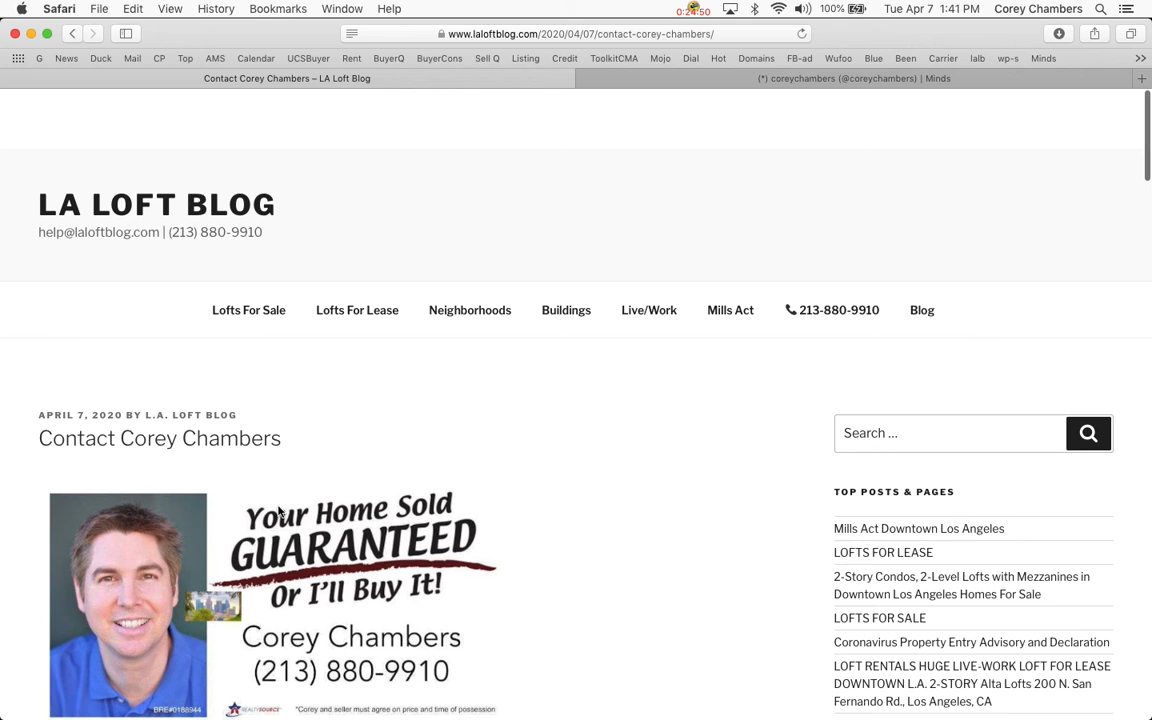 Safari File Edit View History Bookmarks Window Help 0:24:50 100% Tue Apr 7 1:41 PM Corey Chambers
www.laloftblog.com/2020/04/07/contact-corey-chambers/
G News Duck Mail CP Top AMS Calendar UCSBuyer Rent BuyerQ BuyerCons Sell Q Listing Credit ToolkitCMA Mojo Dial Hot Domains FB-ad Wufoo Blue Been Carrier lalb wp-s Minds
Contact Corey Chambers – LA Loft Blog (*) coreychambers (@coreychambers) | Minds
LA LOFT BLOG
help@laloftblog.com | (213) 880-9910
Lofts For Sale Lofts For Lease Neighborhoods Buildings Live/Work Mills Act 213-880-9910 Blog
APRIL 7, 2020 BY L.A. LOFT BLOG
Contact Corey Chambers
Your Home Sold
GUARANTEED
Or I'll Buy It!
Corey Chambers
(213) 880-9910
BRE#0188944
REALTYSOURCE
*Corey and seller must agree on price and time of possession
Search …
TOP POSTS & PAGES
Mills Act Downtown Los Angeles
LOFTS FOR LEASE
2-Story Condos, 2-Level Lofts with Mezzanines in
Downtown Los Angeles Homes For Sale
LOFTS FOR SALE
Coronavirus Property Entry Advisory and Declaration
LOFT RENTALS HUGE LIVE-WORK LOFT FOR LEASE
DOWNTOWN L.A. 2-STORY Alta Lofts 200 N. San
Fernando Rd., Los Angeles, CA